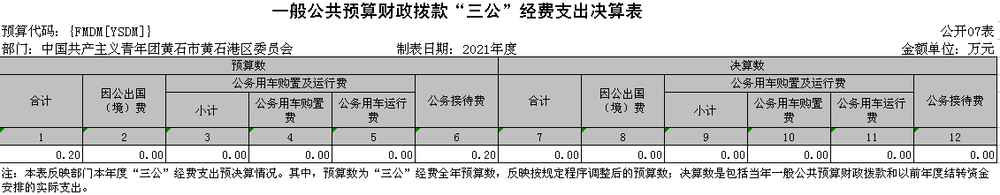 一般公共预算财政拨款“三公”经费支出决算表
预算代码：{FMDM[YSDM]}
公开07表
部门：中国共产主义青年团黄石市黄石港区委员会 制表日期：2021年度 金额单位：万元
预算数 决算数
合计 因公出国（境）费 公务用车购置及运行费 公务接待费 合计 因公出国（境）费 公务用车购置及运行费 公务接待费
小计 公务用车购置费 公务用车运行费 小计 公务用车购置费 公务用车运行费
1 2 3 4 5 6 7 8 9 10 11 12
0.20 0.00 0.00 0.00 0.00 0.20 0.00 0.00 0.00 0.00 0.00 0.00
注：本表反映部门本年度“三公”经费支出预决算情况。其中，预算数为“三公”经费全年预算数，反映按规定程序调整后的预算数；决算数是包括当年一般公共预算财政拨款和以前年度结转资金
安排的实际支出。